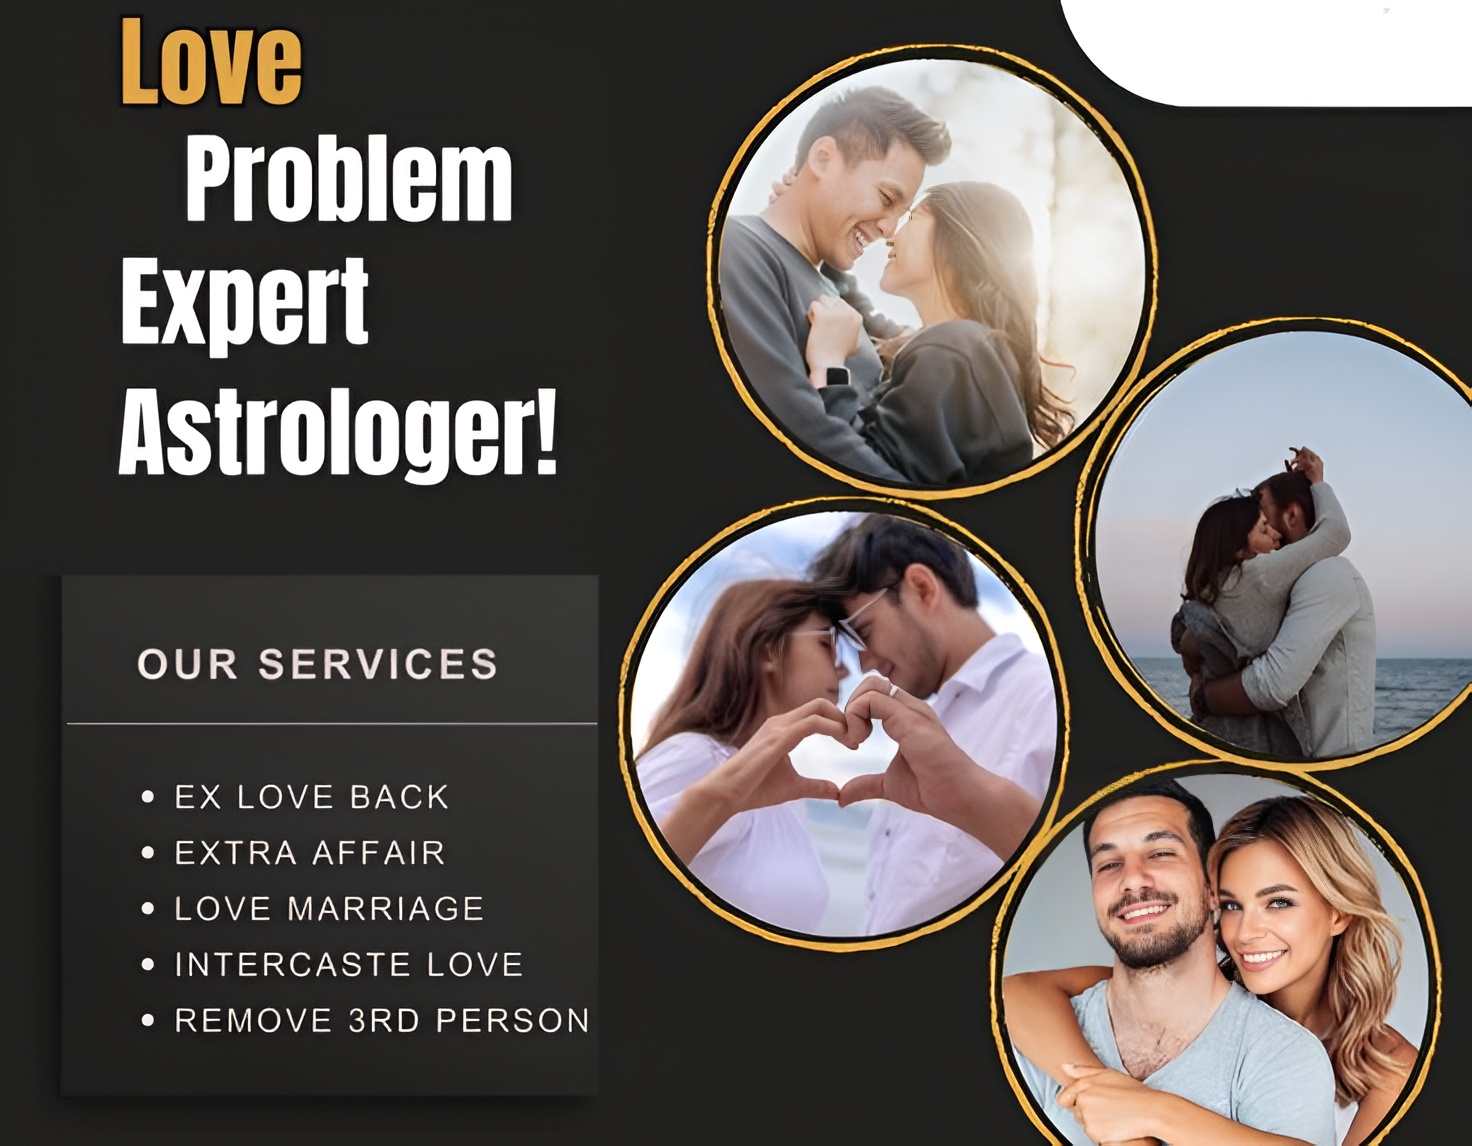 Love
Problem
Expert
Astrologer!
OUR SERVICES
• EX LOVE BACK
• EXTRA AFFAIR
• LOVE MARRIAGE
• INTERCASTE LOVE
• REMOVE 3RD PERSON